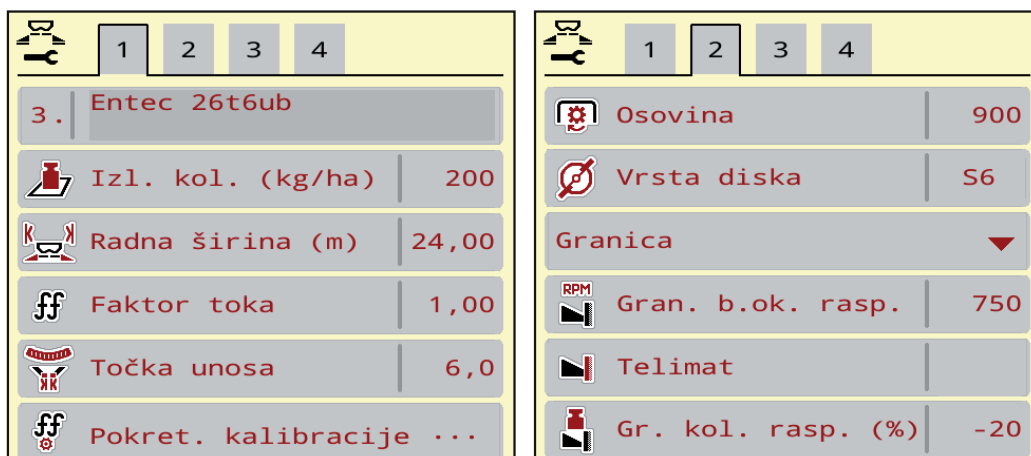 1 2 3 4
3. Entec 26t6ub
Izl. kol. (kg/ha) 200
Radna širina (m) 24,00
Faktor toka 1,00
Točka unosa 6,0
Pokret. kalibracije ...
1 2 3 4
Osovina 900
Vrsta diska S6
Granica
RPM
Gran. b.ok. rasp. 750
Telimat
Gr. kol. rasp. (%) -20